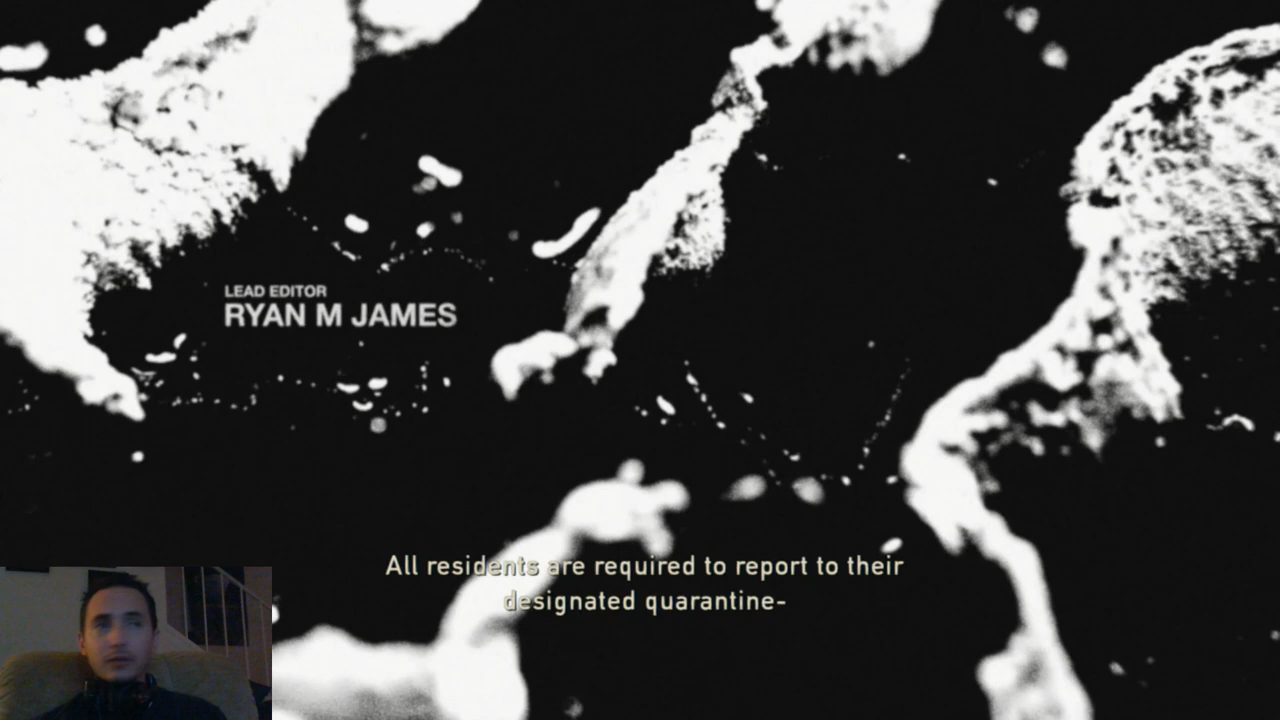 LEAD EDITOR
RYAN M JAMES
All residents are required to report to their
designated quarantine-